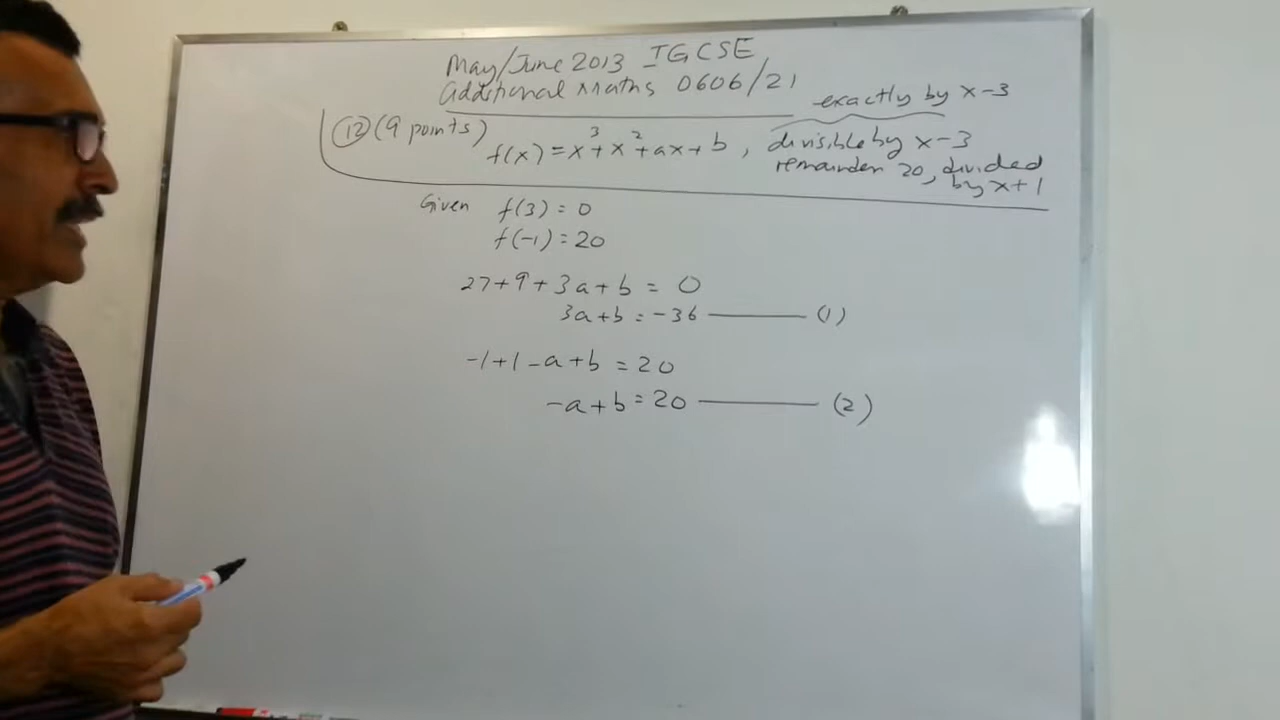 May/June 2013 IGCSE
Additional Maths 0606/21
exactly by x-3
(12) (9 points) f(x) = x³+x²+ax+b, divisible by x-3
remainder 20, divided
by x+1
Given f(3) = 0
f(-1) = 20
27+9+3a+b = 0
3a+b = -36 ——— (1)
-1+1-a+b = 20
-a+b = 20 ——— (2)